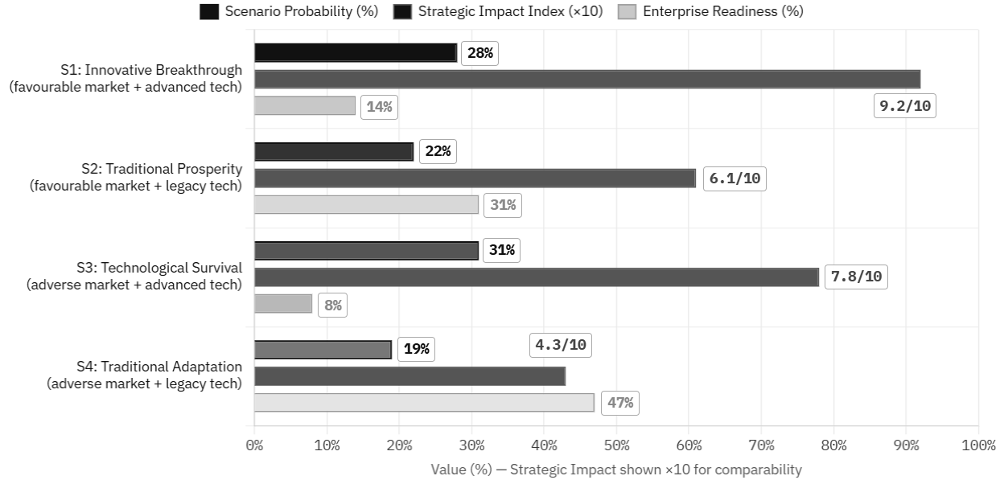 Scenario Probability (%) Strategic Impact Index (×10) Enterprise Readiness (%)
S1: Innovative Breakthrough
(favourable market + advanced tech)
28%
9.2/10
14%
S2: Traditional Prosperity
(favourable market + legacy tech)
22%
6.1/10
31%
S3: Technological Survival
(adverse market + advanced tech)
31%
7.8/10
8%
S4: Traditional Adaptation
(adverse market + legacy tech)
19%
4.3/10
47%
0% 10% 20% 30% 40% 50% 60% 70% 80% 90% 100%
Value (%) — Strategic Impact shown ×10 for comparability